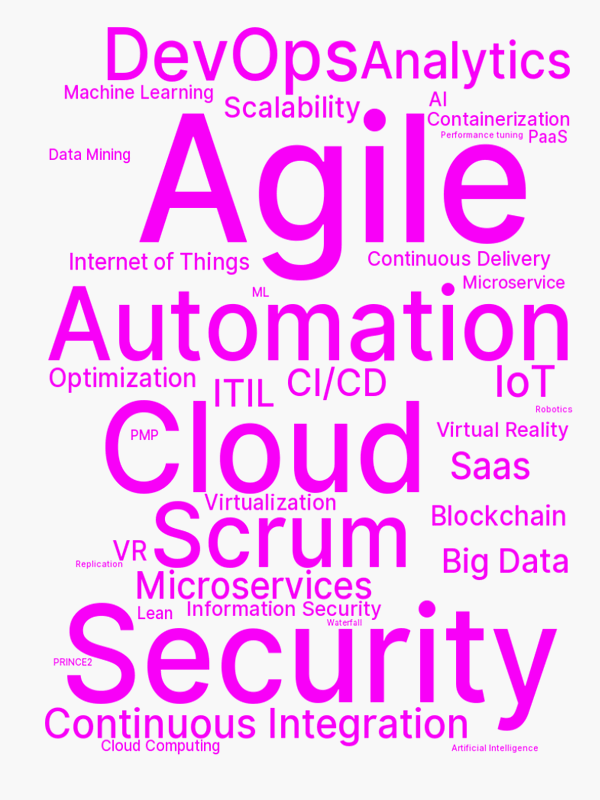 DevOps
Analytics
Machine Learning
Scalability
AI
Containerization
Performance tuning
PaaS
Data Mining
Agile
Internet of Things
Continuous Delivery
Microservice
ML
Automation
Optimization
ITIL
CI/CD
IoT
Robotics
Cloud
PMP
Virtual Reality
Saas
Virtualization
Scrum
Blockchain
VR
Big Data
Replication
Microservices
Lean
Information Security
Waterfall
Security
PRINCE2
Continuous Integration
Cloud Computing
Artificial Intelligence